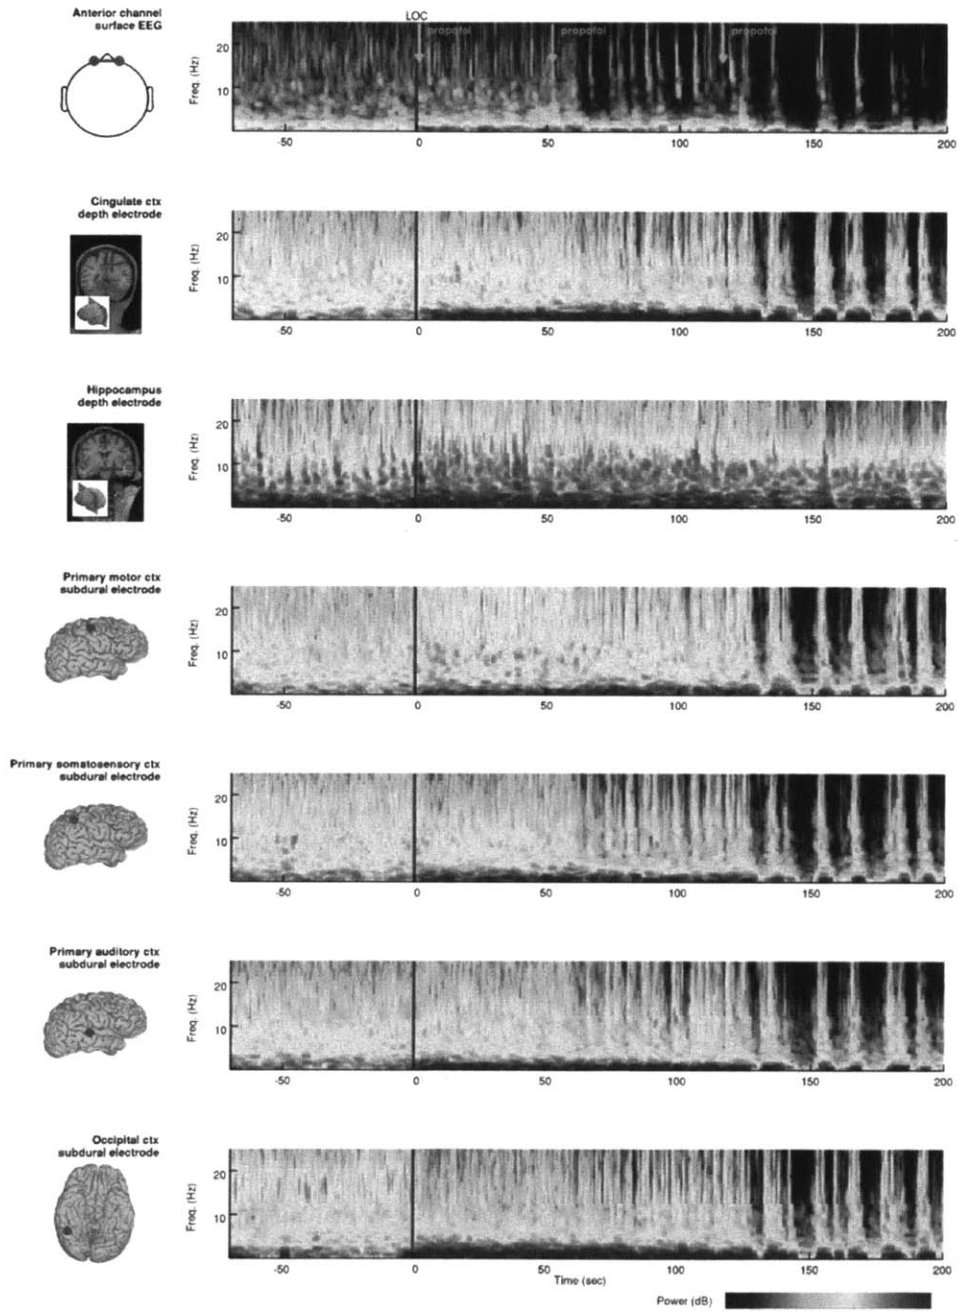 Anterior channel
surface EEG
LOC
propofol propofol propofol
Freq. (Hz)
20
10
-50 0 50 100 150 200
Cingulate ctx
depth electrode
Freq. (Hz)
20
10
-50 0 50 100 150 200
Hippocampus
depth electrode
Freq. (Hz)
20
10
-50 0 50 100 150 200
Primary motor ctx
subdural electrode
Freq. (Hz)
20
10
-50 0 50 100 150 200
Primary somatosensory ctx
subdural electrode
Freq. (Hz)
20
10
-50 0 50 100 150 200
Primary auditory ctx
subdural electrode
Freq. (Hz)
20
10
-50 0 50 100 150 200
Occipital ctx
subdural electrode
Freq. (Hz)
20
10
-50 0 50 100 150 200
Time (sec)
Power (dB)